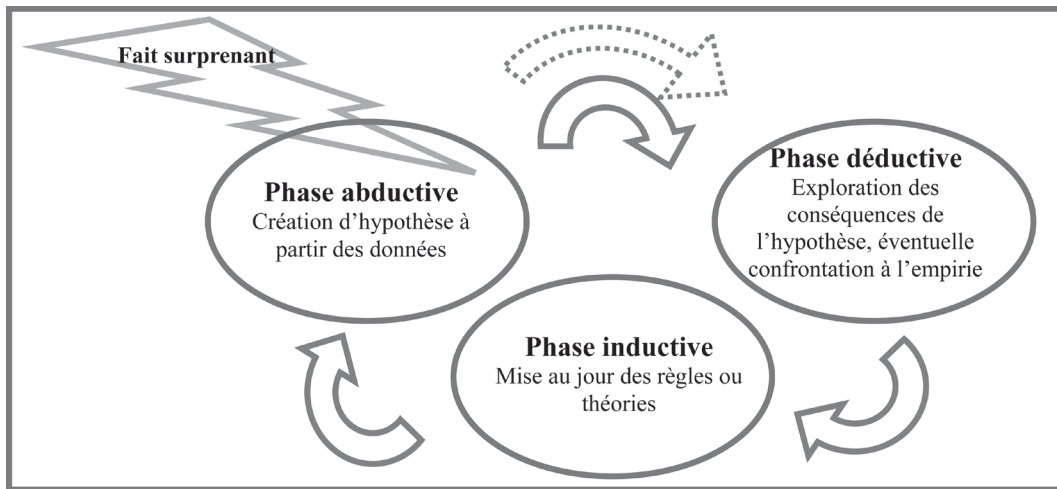 Fait surprenant
Phase abductive
Création d’hypothèse à
partir des données
Phase déductive
Exploration des
conséquences de
l’hypothèse, éventuelle
confrontation à l’empirie
Phase inductive
Mise au jour des règles ou
théories